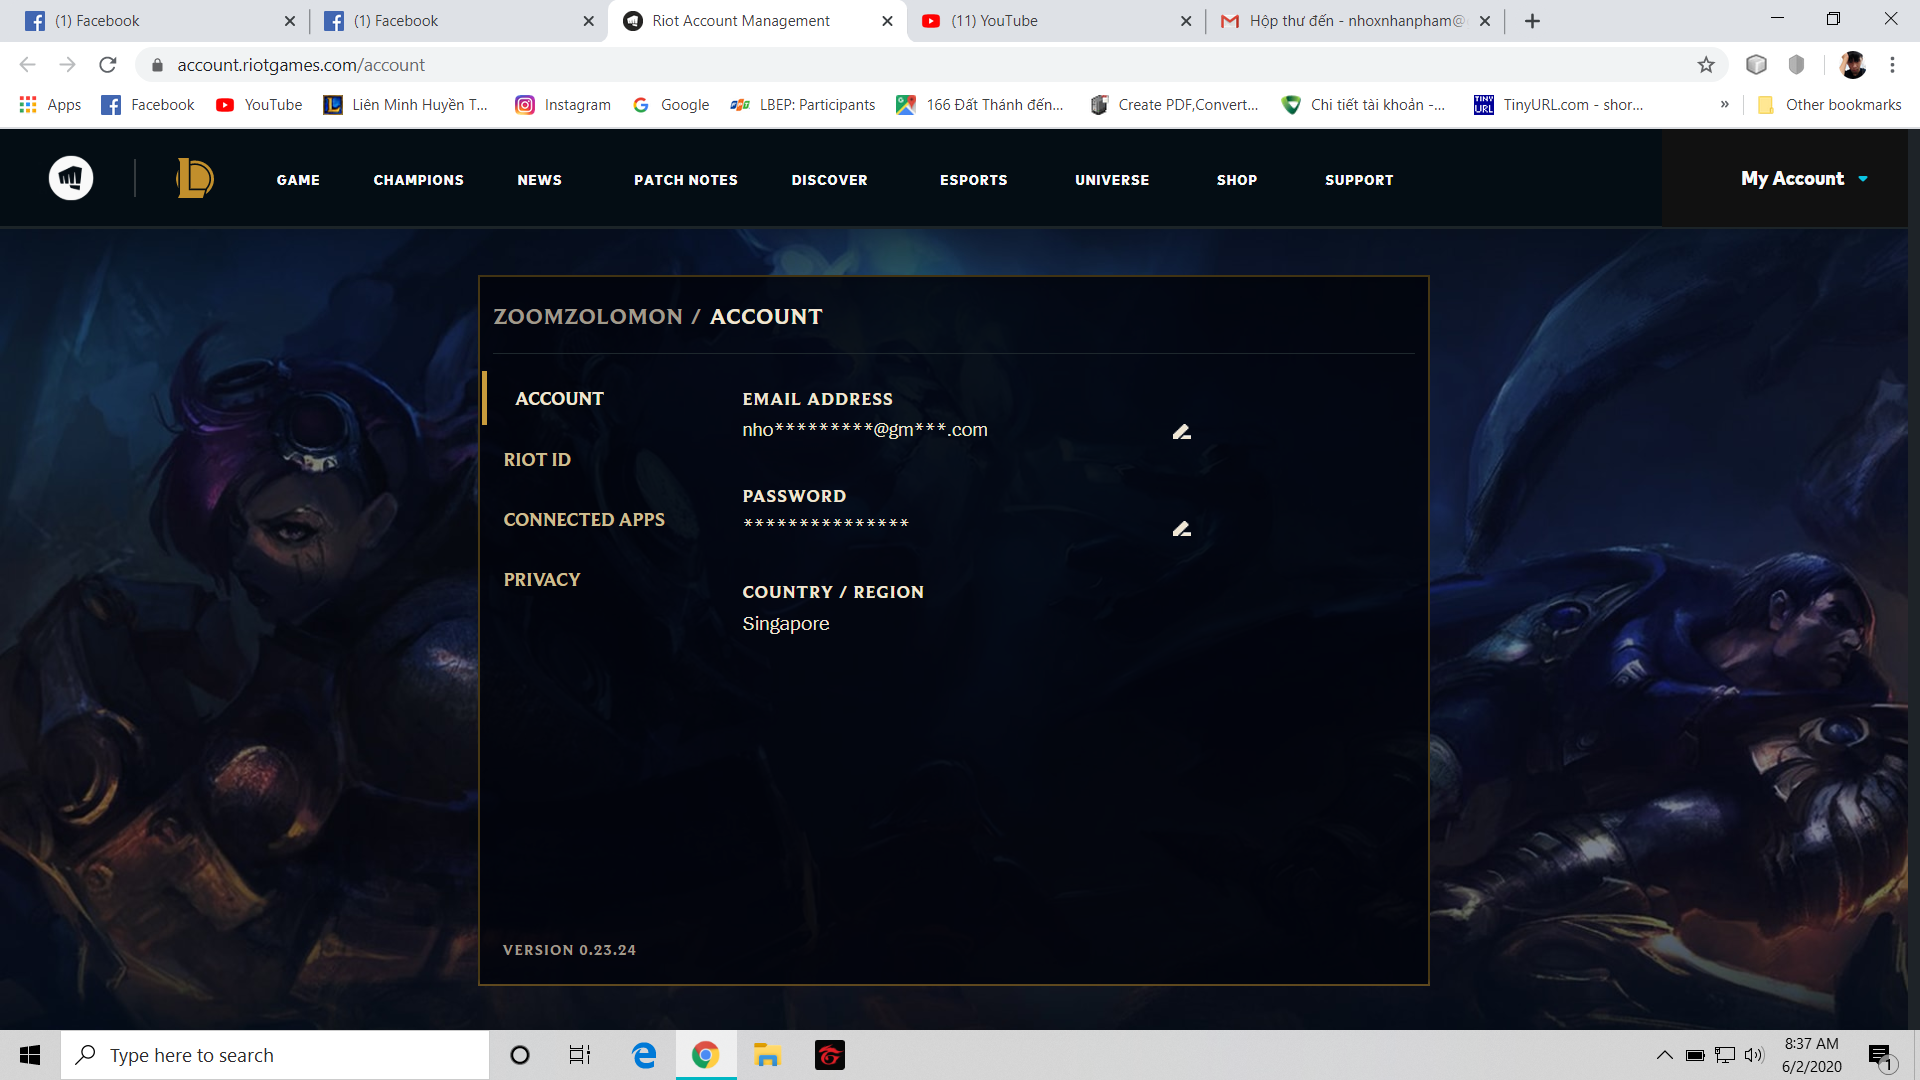 (1) Facebook
(1) Facebook
Riot Account Management
(11) YouTube
Hộp thư đến - nhoxnhanpham@
account.riotgames.com/account
Apps
Facebook
YouTube
Liên Minh Huyền T...
Instagram
Google
LBEP: Participants
166 Đất Thánh đến...
Create PDF,Convert...
Chi tiết tài khoản -...
TINY URL
TinyURL.com - shor...
»
Other bookmarks
GAME
CHAMPIONS
NEWS
PATCH NOTES
DISCOVER
ESPORTS
UNIVERSE
SHOP
SUPPORT
My Account
ZOOMZOLOMON / ACCOUNT
ACCOUNT
RIOT ID
CONNECTED APPS
PRIVACY
EMAIL ADDRESS
nho*********@gm***.com
PASSWORD
***************
COUNTRY / REGION
Singapore
VERSION 0.23.24
Type here to search
8:37 AM
6/2/2020
1